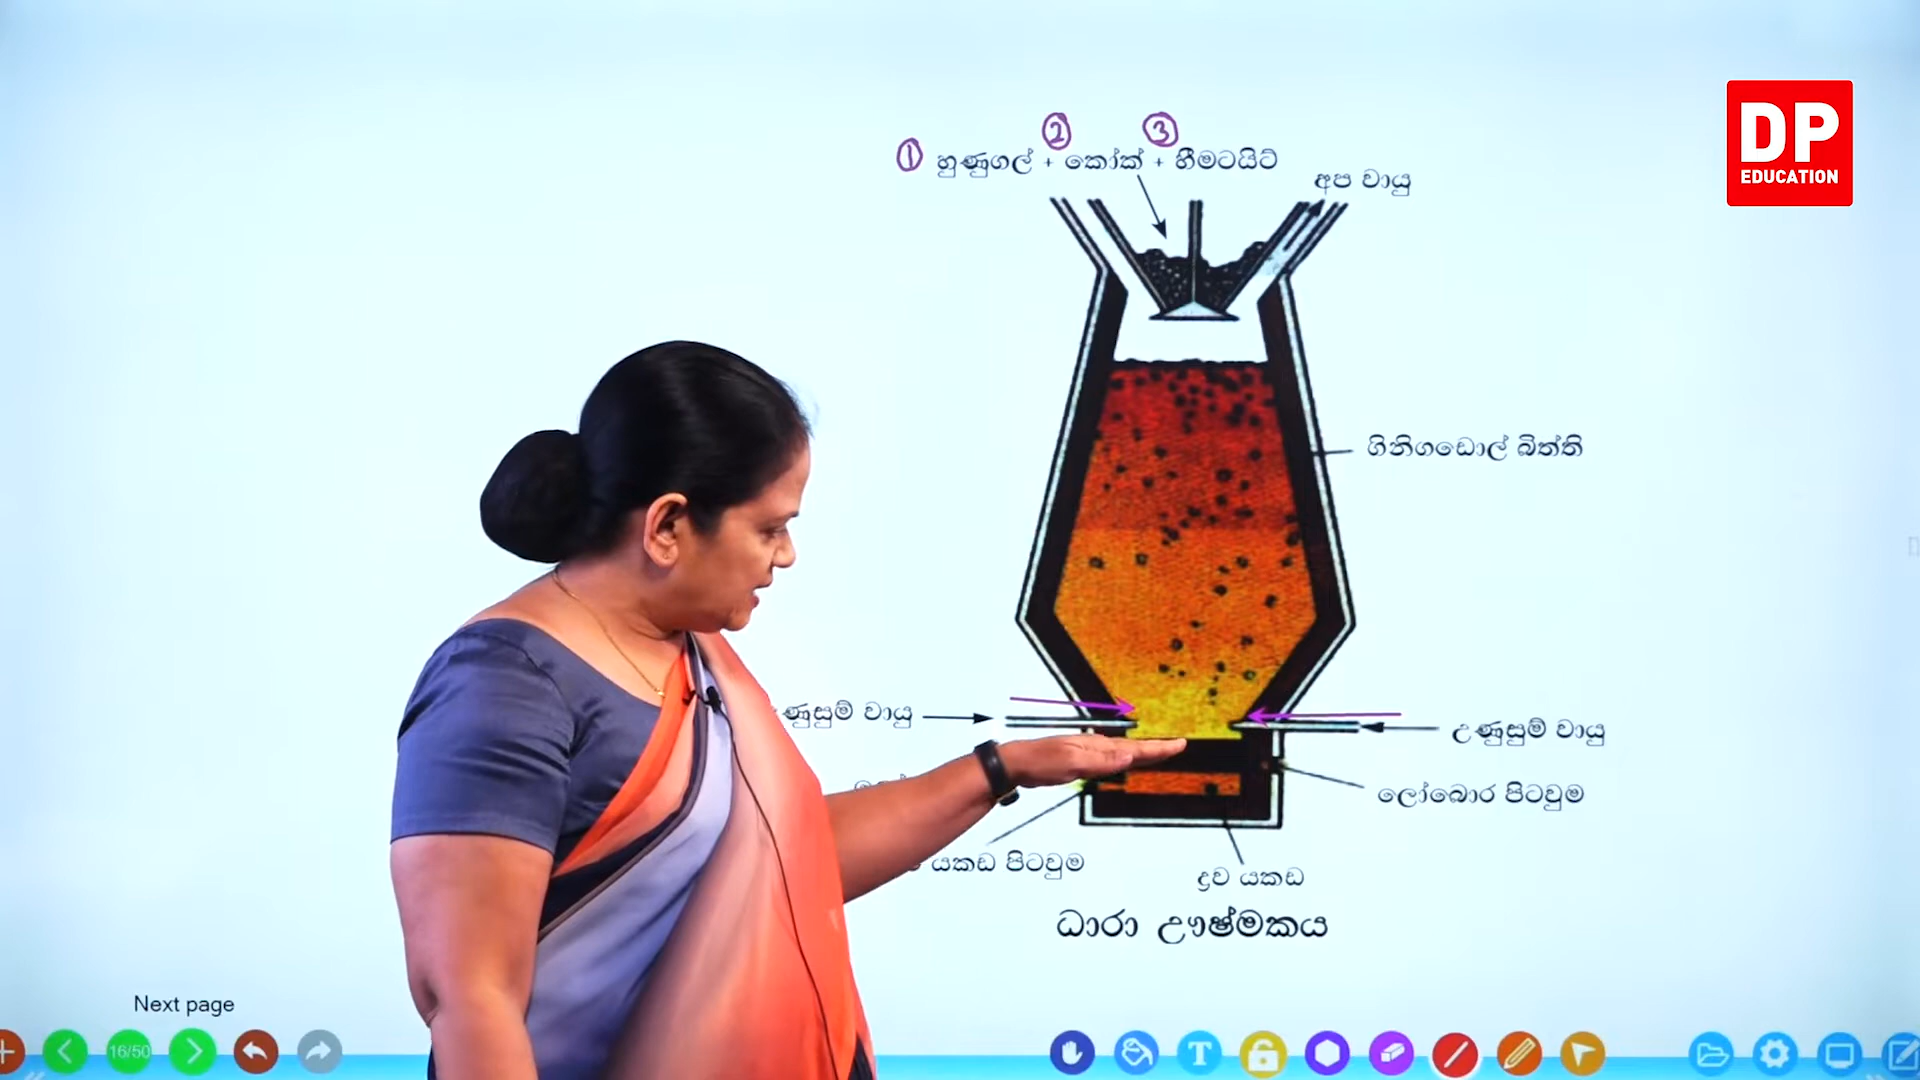 DP
EDUCATION
① ② ③
හුණුගල් + කෝක් + හීමටයිට්
අප වායු
ගිනිගඩොල් බිත්ති
වායු
උණුසුම් වායු
ලෝබොර පිටවුම
යකඩ පිටවුම
ද්‍රව යකඩ
ධාරා ඌෂ්මකය
Next page
16/50
T